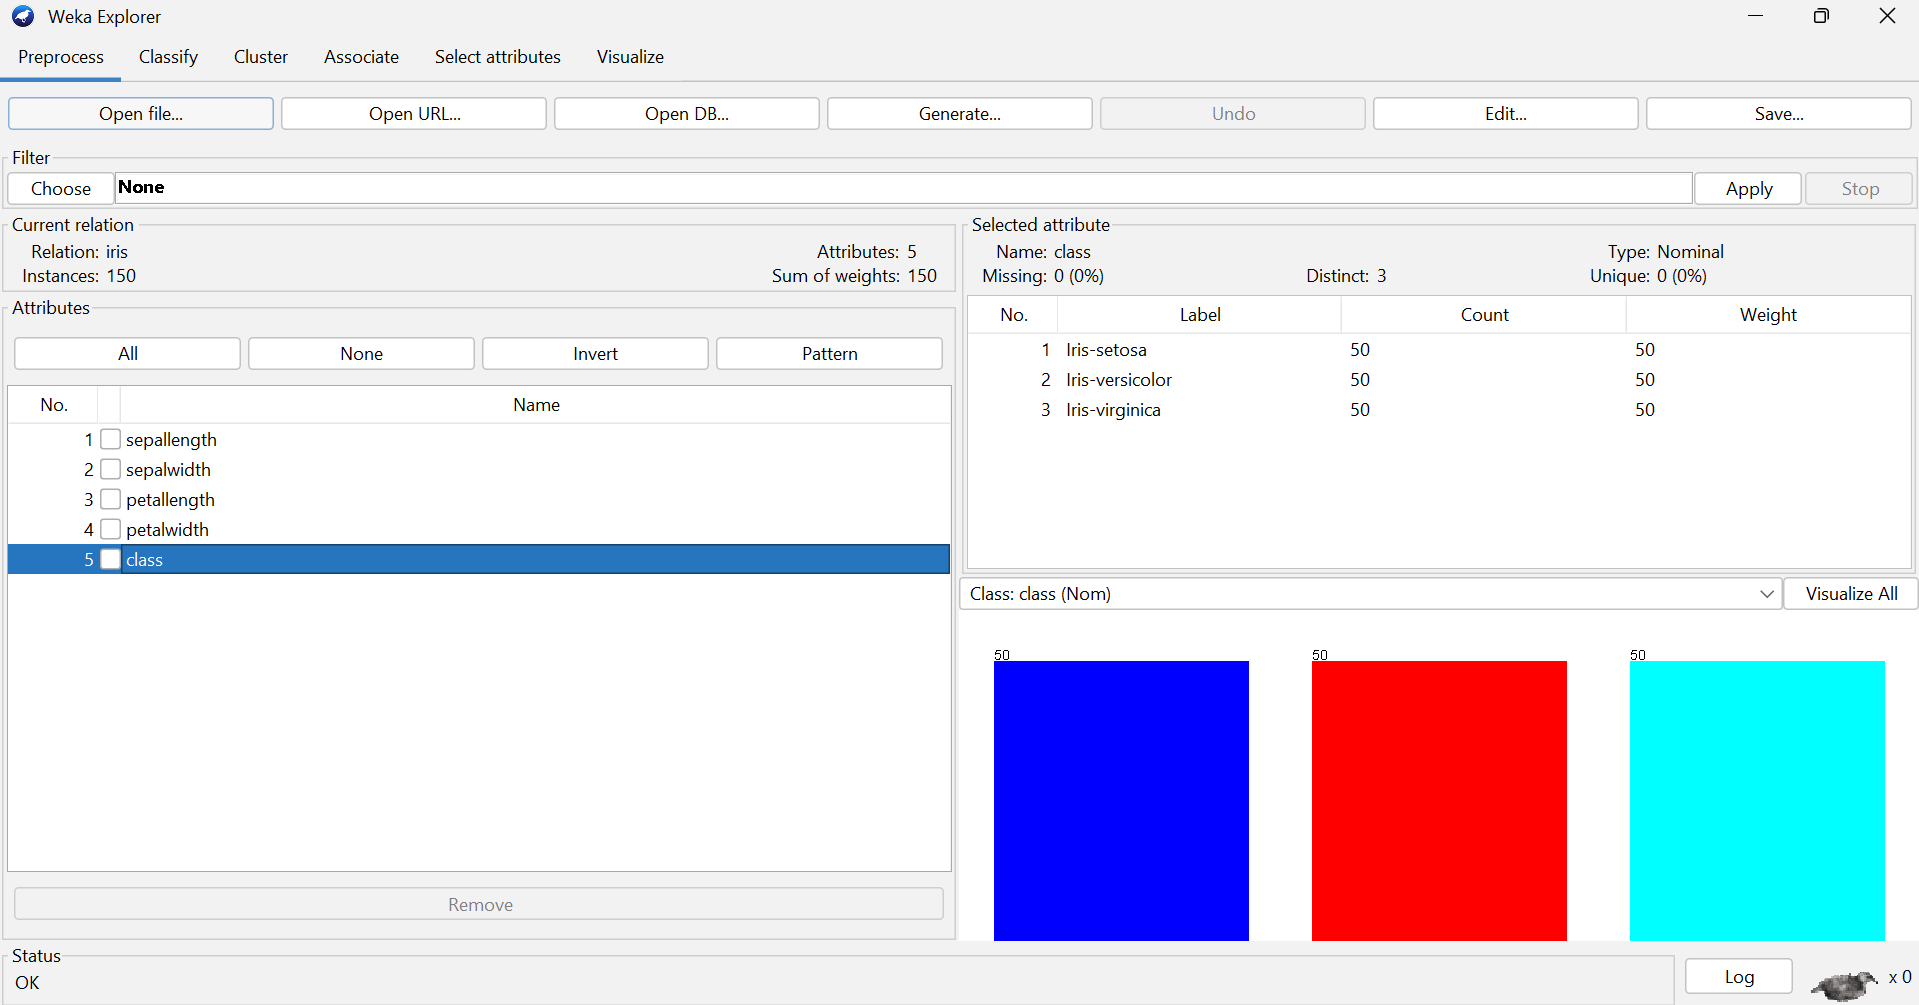 Weka Explorer
Preprocess Classify Cluster Associate Select attributes Visualize
Open file... Open URL... Open DB... Generate... Undo Edit... Save...
Filter
Choose None Apply Stop
Current relation
Relation: iris Attributes: 5
Instances: 150 Sum of weights: 150
Attributes
All None Invert Pattern
No. Name
1 sepallength
2 sepalwidth
3 petallength
4 petalwidth
5 class
Remove
Selected attribute
Name: class Type: Nominal
Missing: 0 (0%) Distinct: 3 Unique: 0 (0%)
No. Label Count Weight
1 Iris-setosa 50 50
2 Iris-versicolor 50 50
3 Iris-virginica 50 50
Class: class (Nom) Visualize All
50 50 50
Status
OK
Log x 0